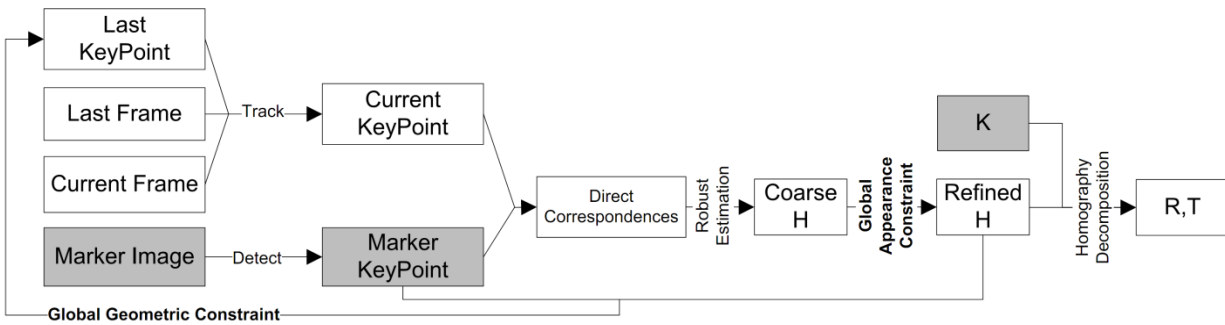 Last
KeyPoint
Last Frame
Current Frame
Marker Image
Track
Detect
Current
KeyPoint
Marker
KeyPoint
Direct
Correspondences
Robust
Estimation
Coarse
H
Global
Appearance
Constraint
K
Refined
H
Homography
Decomposition
R,T
Global Geometric Constraint